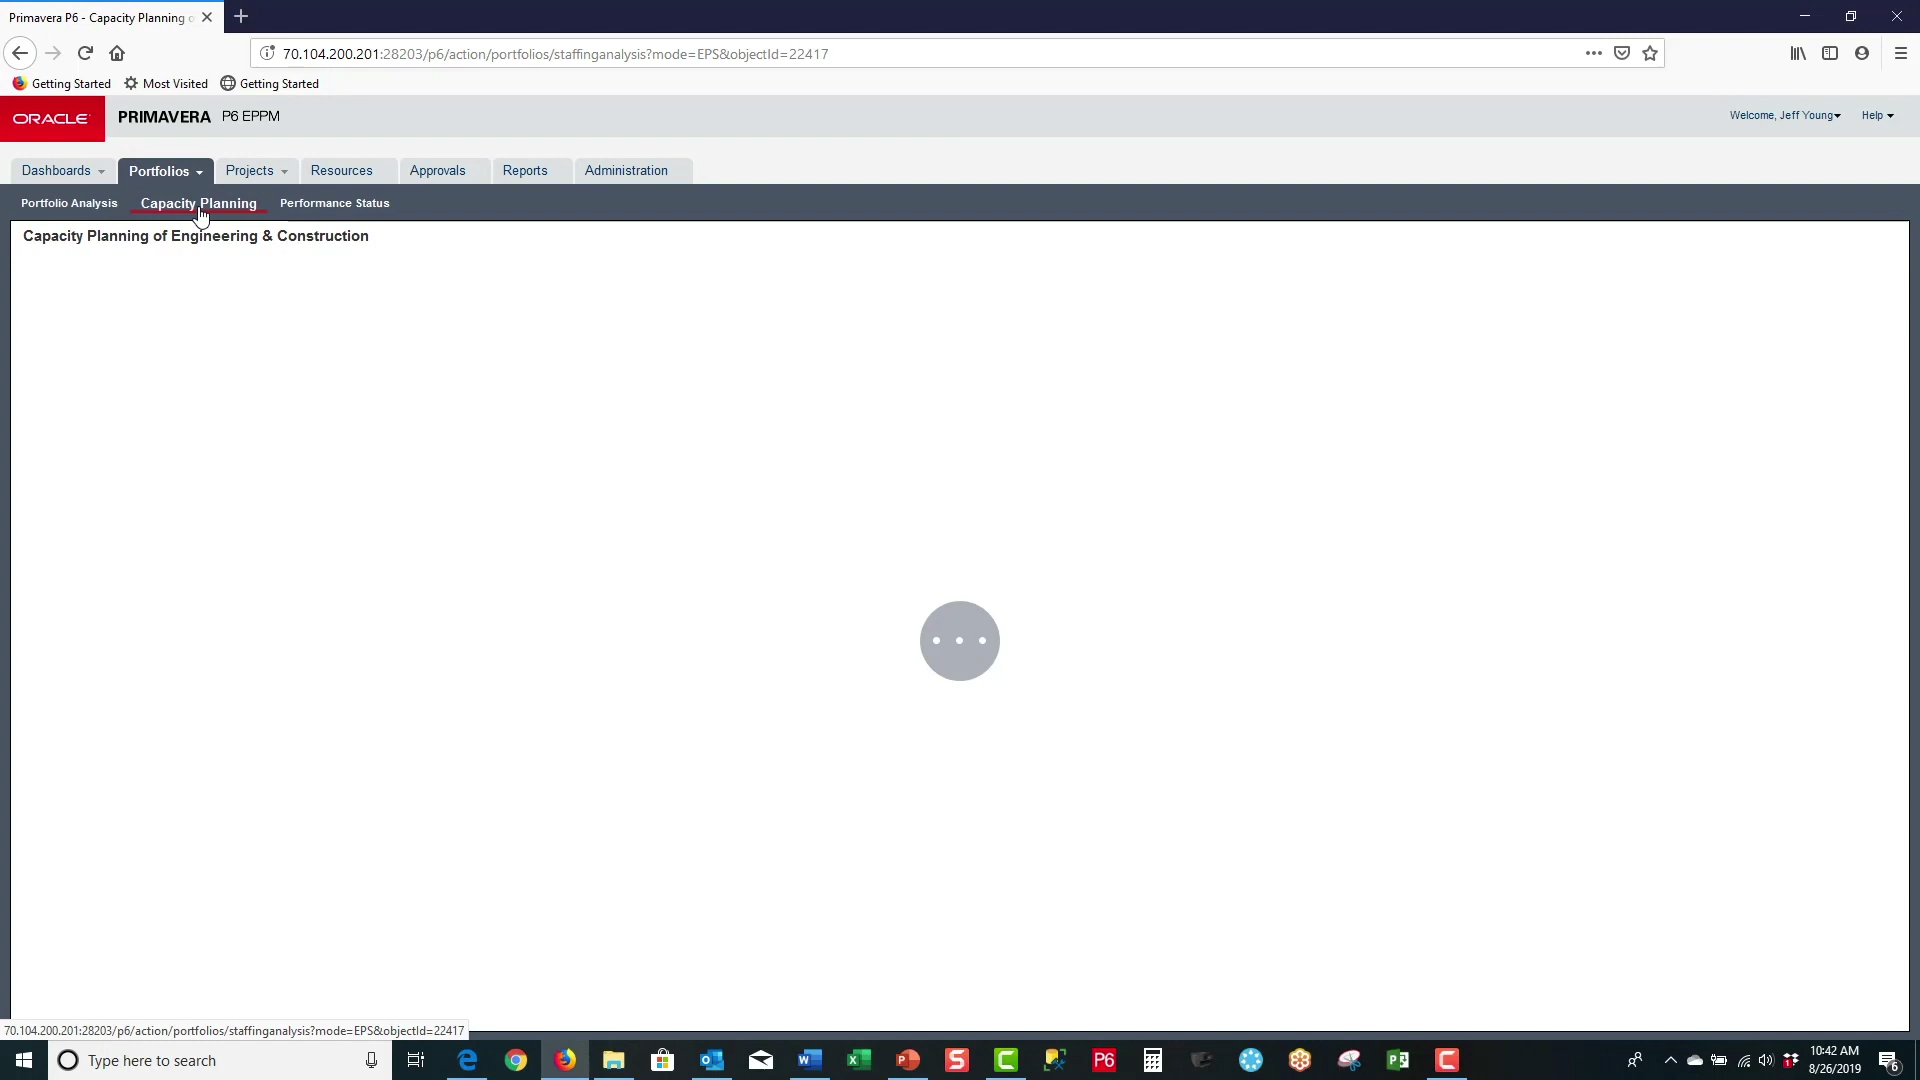 Primavera P6 - Capacity Planning o
70.104.200.201:28203/p6/action/portfolios/staffinganalysis?mode=EPS&objectId=22417
Getting Started
Most Visited
Getting Started
ORACLE
PRIMAVERA P6 EPPM
Welcome, Jeff Young
Help
Dashboards
Portfolios
Projects
Resources
Approvals
Reports
Administration
Portfolio Analysis
Capacity Planning
Performance Status
Capacity Planning of Engineering & Construction
70.104.200.201:28203/p6/action/portfolios/staffinganalysis?mode=EPS&objectId=22417
Type here to search
P6
10:42 AM
8/26/2019
6